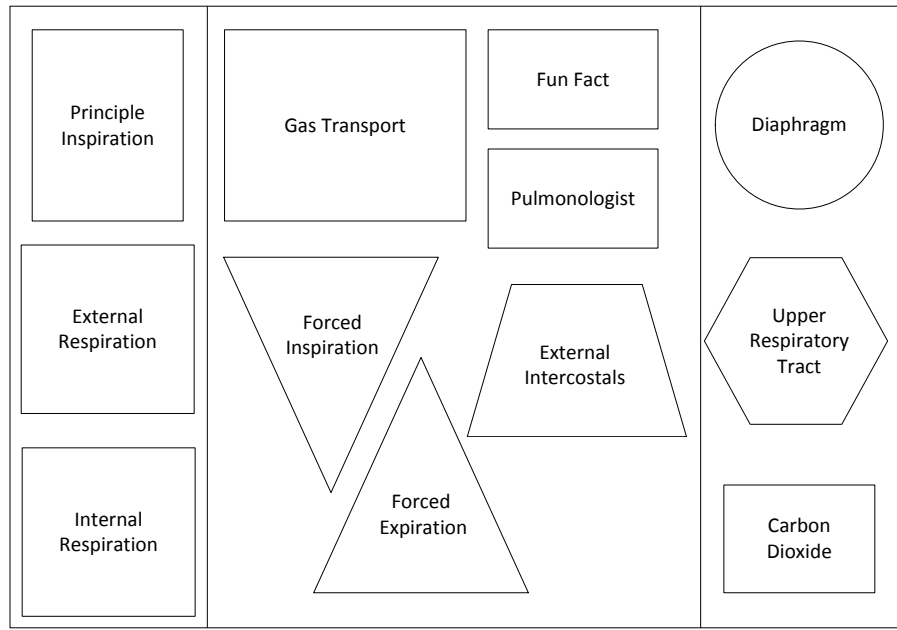 Principle
Inspiration
External
Respiration
Internal
Respiration
Gas Transport
Fun Fact
Pulmonologist
Forced
Inspiration
External
Intercostals
Forced
Expiration
Diaphragm
Upper
Respiratory
Tract
Carbon
Dioxide